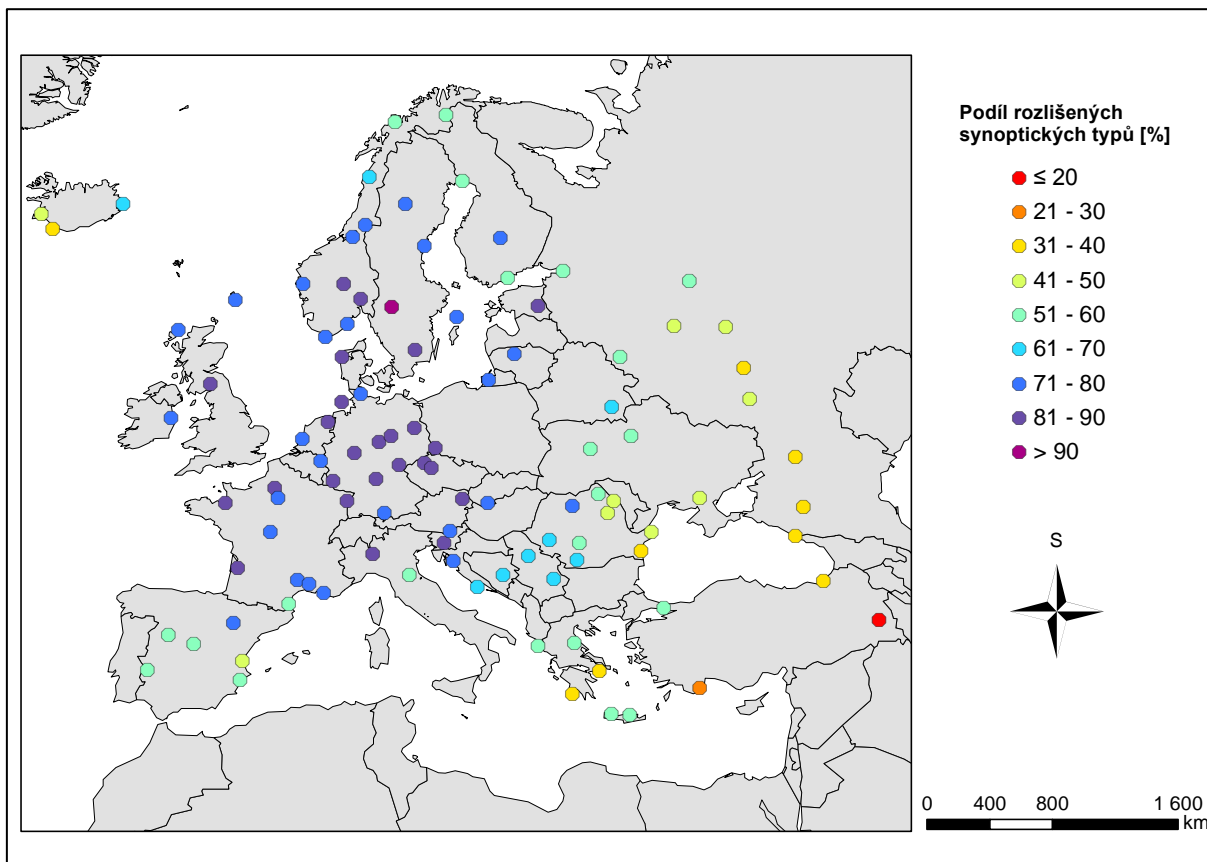 Podíl rozlišených
synoptických typů [%]
≤ 20
21 - 30
31 - 40
41 - 50
51 - 60
61 - 70
71 - 80
81 - 90
> 90
S
0 400 800 1 600
km